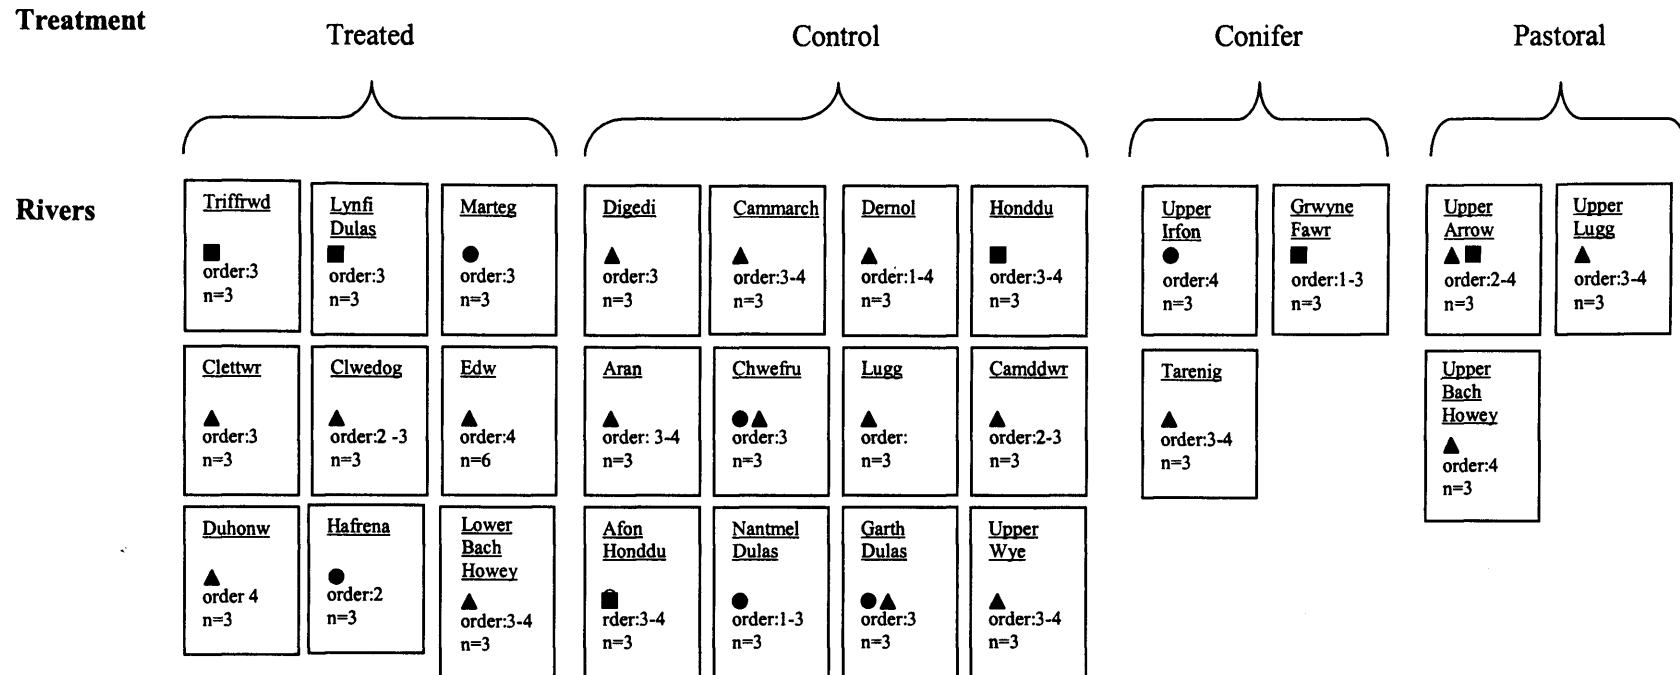 Treatment
Treated
Control
Conifer
Pastoral
Rivers
Triffrwd
order:3
n=3
Lynfi
Dulas
order:3
n=3
Marteg
order:3
n=3
Digedi
order:3
n=3
Cammarch
order:3-4
n=3
Dernol
order:1-4
n=3
Honddu
order:3-4
n=3
Upper
Irfon
order:4
n=3
Grwyne
Fawr
order:1-3
n=3
Upper
Arrow
order:2-4
n=3
Upper
Lugg
order:3-4
n=3
Clettwr
order:3
n=3
Clwedog
order:2 -3
n=3
Edw
order:4
n=6
Aran
order: 3-4
n=3
Chwefru
order:3
n=3
Lugg
order:
n=3
Camddwr
order:2-3
n=3
Tarenig
order:3-4
n=3
Upper
Bach
Howey
order:4
n=3
Duhonw
order 4
n=3
Hafrena
order:2
n=3
Lower
Bach
Howey
order:3-4
n=3
Afon
Honddu
rder:3-4
n=3
Nantmel
Dulas
order:1-3
n=3
Garth
Dulas
order:3
n=3
Upper
Wye
order:3-4
n=3